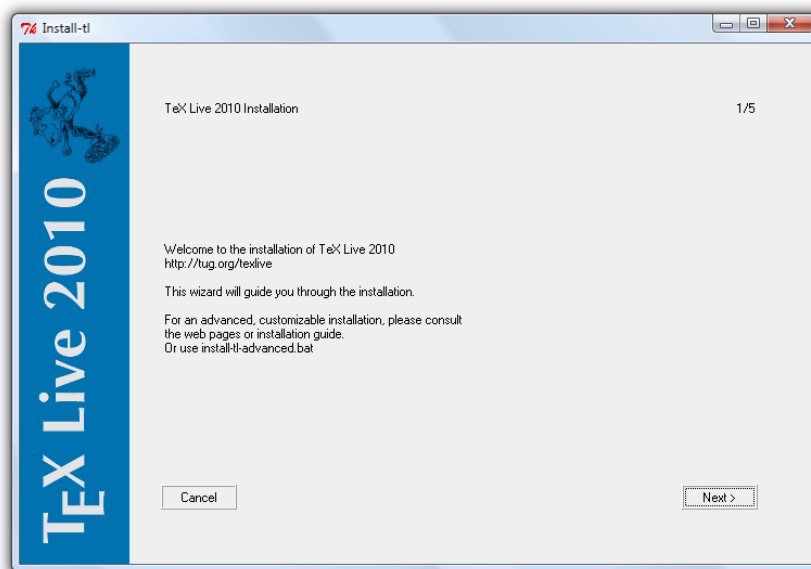 Install-tl
TeX Live 2010
TeX Live 2010 Installation
1/5
Welcome to the installation of TeX Live 2010
http://tug.org/texlive
This wizard will guide you through the installation.
For an advanced, customizable installation, please consult
the web pages or installation guide.
Or use install-tl-advanced.bat
Cancel
Next >